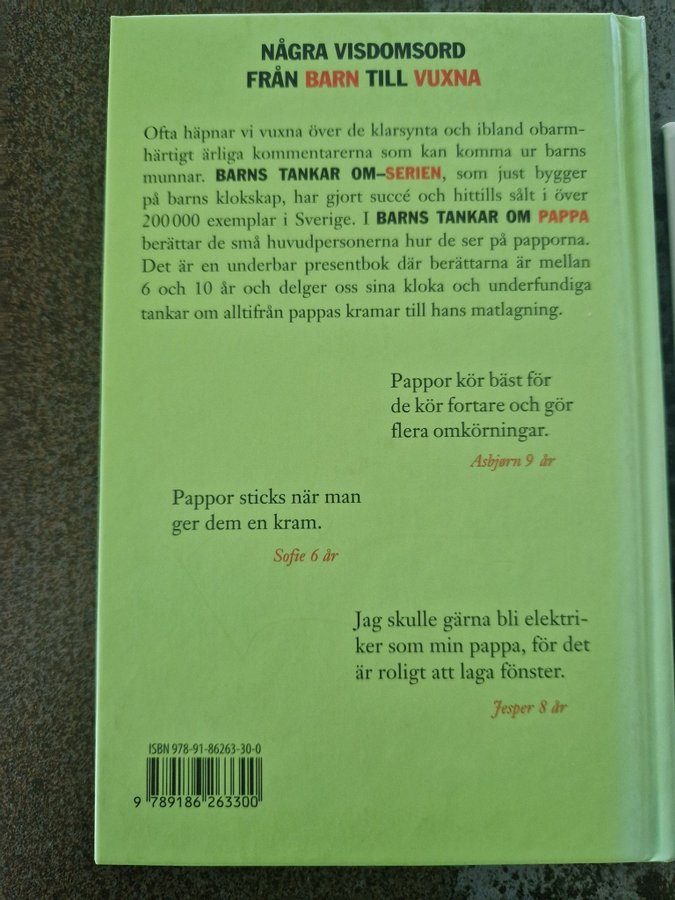 NÅGRA VISDOMSORD
FRÅN BARN TILL VUXNA
Ofta häpnar vi vuxna över de klarsynta och ibland obarm-
härtigt ärliga kommentarerna som kan komma ur barns
munnar. BARNS TANKAR OM–SERIEN, som just bygger
på barns klokskap, har gjort succé och hittills sålt i över
200 000 exemplar i Sverige. I BARNS TANKAR OM PAPPA
berättar de små huvudpersonerna hur de ser på papporna.
Det är en underbar presentbok där berättarna är mellan
6 och 10 år och delger oss sina kloka och underfundiga
tankar om alltifrån pappas kramar till hans matlagning.
Pappor kör bäst för
de kör fortare och gör
flera omkörningar.
Asbjørn 9 år
Pappor sticks när man
ger dem en kram.
Sofie 6 år
Jag skulle gärna bli elektri-
ker som min pappa, för det
är roligt att laga fönster.
Jesper 8 år
ISBN 978-91-86263-30-0
9 789186 263300